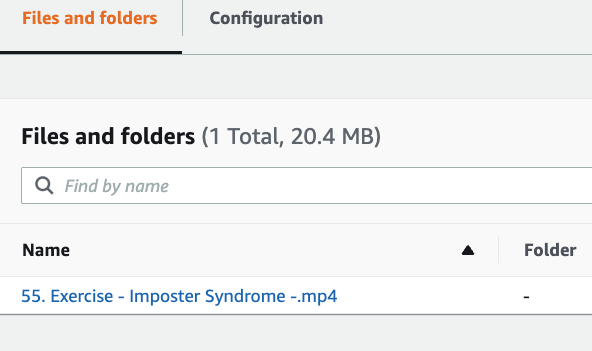 Files and folders
Configuration
Files and folders (1 Total, 20.4 MB)
Find by name
Name
Folder
55. Exercise - Imposter Syndrome -.mp4
-